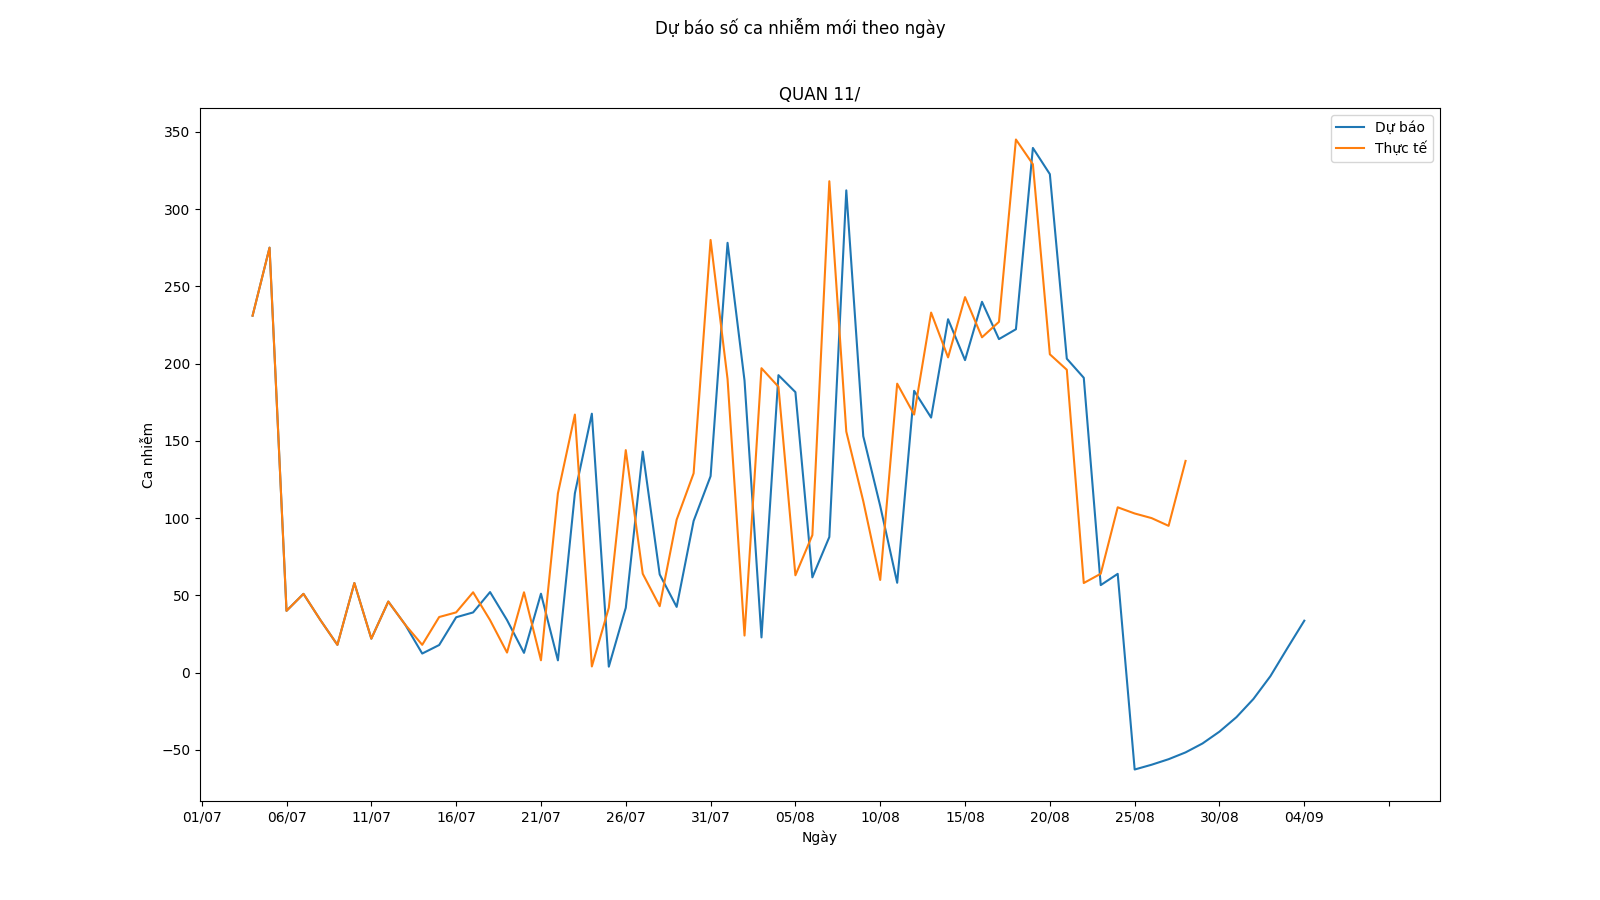 Dự báo số ca nhiễm mới theo ngày
QUAN 11/
Dự báo
Thực tế
350
300
250
200
150
100
50
0
−50
Ca nhiễm
01/07 06/07 11/07 16/07 21/07 26/07 31/07 05/08 10/08 15/08 20/08 25/08 30/08 04/09
Ngày